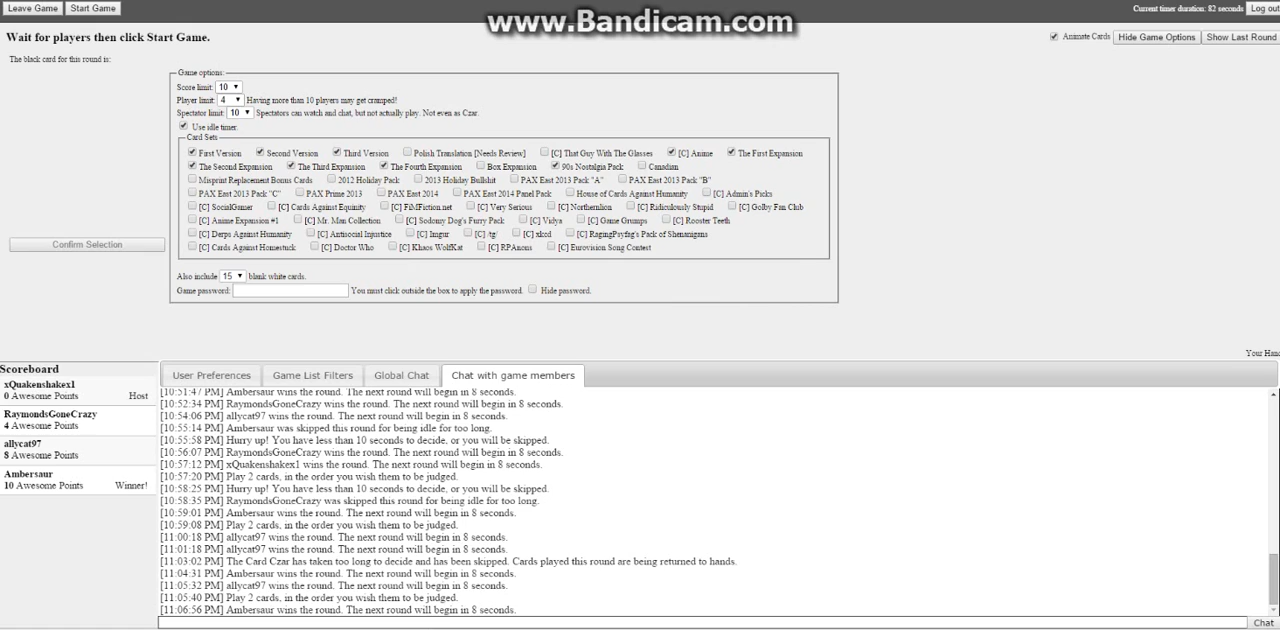 Leave Game Start Game
www.Bandicam.com
Current timer duration: 82 seconds Log out
Wait for players then click Start Game.
Animate Cards Hide Game Options Show Last Round
The black card for this round is:
Game options:
Score limit: 10
Player limit: 4 Having more than 10 players may get cramped!
Spectator limit: 10 Spectators can watch and chat, but not actually play. Not even as Czar.
Use idle timer.
Card Sets
First Version Second Version Third Version Polish Translation [Needs Review] [C] That Guy With The Glasses [C] Anime The First Expansion
The Second Expansion The Third Expansion The Fourth Expansion Box Expansion 90s Nostalgia Pack Canadian
Misprint Replacement Bonus Cards 2012 Holiday Pack 2013 Holiday Bullshit PAX East 2013 Pack "A" PAX East 2013 Pack "B"
PAX East 2013 Pack "C" PAX Prime 2013 PAX East 2014 PAX East 2014 Panel Pack House of Cards Against Humanity [C] Admin's Picks
[C] SocialGamer [C] Cards Against Equinity [C] FiMFiction.net [C] Very Serious [C] Northernlion [C] Ridiculously Stupid [C] Golby Fan Club
[C] Anime Expansion #1 [C] Mr. Man Collection [C] Sodomy Dog's Furry Pack [C] Vidya [C] Game Grumps [C] Rooster Teeth
[C] Derps Against Humanity [C] Antisocial Injustice [C] Imgur [C] /tg/ [C] xkcd [C] RagingPsyfag's Pack of Shenanigans
[C] Cards Against Homestuck [C] Doctor Who [C] Khaos WolfKat [C] RPAnons [C] Eurovision Song Contest
Confirm Selection
Also include 15 blank white cards.
Game password: You must click outside the box to apply the password. Hide password.
Your Hand
Scoreboard
xQuakenshakex1
0 Awesome Points Host
RaymondsGoneCrazy
4 Awesome Points
allycat97
8 Awesome Points
Ambersaur
10 Awesome Points Winner!
User Preferences Game List Filters Global Chat Chat with game members
[10:51:47 PM] Ambersaur wins the round. The next round will begin in 8 seconds.
[10:52:34 PM] RaymondsGoneCrazy wins the round. The next round will begin in 8 seconds.
[10:54:06 PM] allycat97 wins the round. The next round will begin in 8 seconds.
[10:55:14 PM] Ambersaur was skipped this round for being idle for too long.
[10:55:58 PM] Hurry up! You have less than 10 seconds to decide, or you will be skipped.
[10:56:07 PM] RaymondsGoneCrazy wins the round. The next round will begin in 8 seconds.
[10:57:12 PM] xQuakenshakex1 wins the round. The next round will begin in 8 seconds.
[10:57:20 PM] Play 2 cards, in the order you wish them to be judged.
[10:58:25 PM] Hurry up! You have less than 10 seconds to decide, or you will be skipped.
[10:58:35 PM] RaymondsGoneCrazy was skipped this round for being idle for too long.
[10:59:01 PM] Ambersaur wins the round. The next round will begin in 8 seconds.
[10:59:08 PM] Play 2 cards, in the order you wish them to be judged.
[11:00:18 PM] allycat97 wins the round. The next round will begin in 8 seconds.
[11:01:18 PM] allycat97 wins the round. The next round will begin in 8 seconds.
[11:03:02 PM] The Card Czar has taken too long to decide and has been skipped. Cards played this round are being returned to hands.
[11:04:31 PM] Ambersaur wins the round. The next round will begin in 8 seconds.
[11:05:32 PM] allycat97 wins the round. The next round will begin in 8 seconds.
[11:05:40 PM] Play 2 cards, in the order you wish them to be judged.
[11:06:56 PM] Ambersaur wins the round. The next round will begin in 8 seconds.
Chat